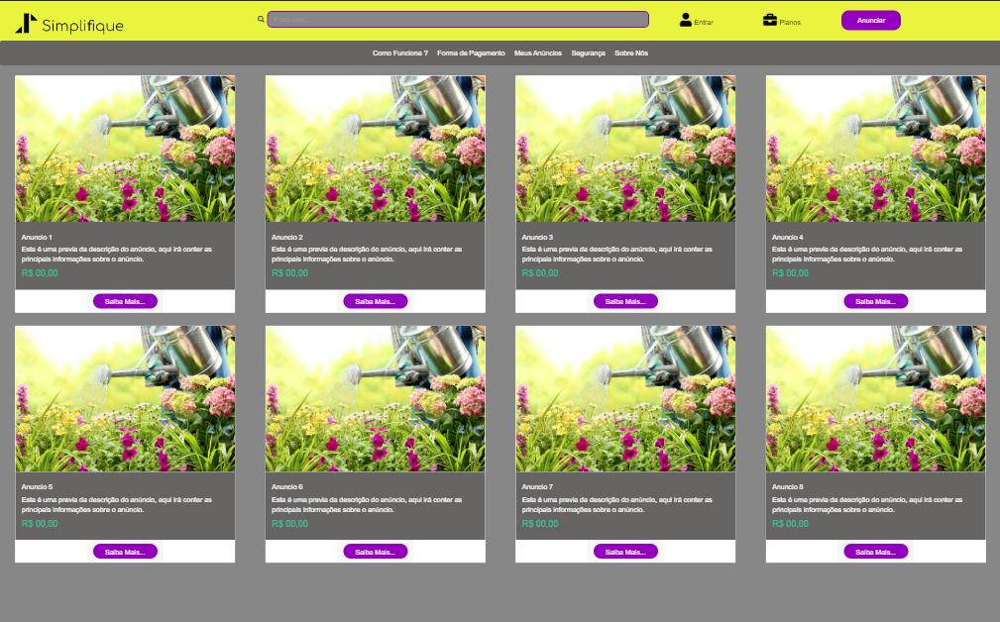 Simplifique
Pesquisar...
Entrar
Planos
Anunciar
Como Funciona ? Forma de Pagamento Meus Anúncios Segurança Sobre Nós
Anuncio 1
Esta é uma previa da descrição do anúncio, aqui irá conter as
principais informações sobre o anúncio.
R$ 00,00
Saiba Mais...
Anuncio 2
Esta é uma previa da descrição do anúncio, aqui irá conter as
principais informações sobre o anúncio.
R$ 00,00
Saiba Mais...
Anuncio 3
Esta é uma previa da descrição do anúncio, aqui irá conter as
principais informações sobre o anúncio.
R$ 00,00
Saiba Mais...
Anuncio 4
Esta é uma previa da descrição do anúncio, aqui irá conter as
principais informações sobre o anúncio.
R$ 00,00
Saiba Mais...
Anuncio 5
Esta é uma previa da descrição do anúncio, aqui irá conter as
principais informações sobre o anúncio.
R$ 00,00
Saiba Mais...
Anuncio 6
Esta é uma previa da descrição do anúncio, aqui irá conter as
principais informações sobre o anúncio.
R$ 00,00
Saiba Mais...
Anuncio 7
Esta é uma previa da descrição do anúncio, aqui irá conter as
principais informações sobre o anúncio.
R$ 00,00
Saiba Mais...
Anuncio 8
Esta é uma previa da descrição do anúncio, aqui irá conter as
principais informações sobre o anúncio.
R$ 00,00
Saiba Mais...